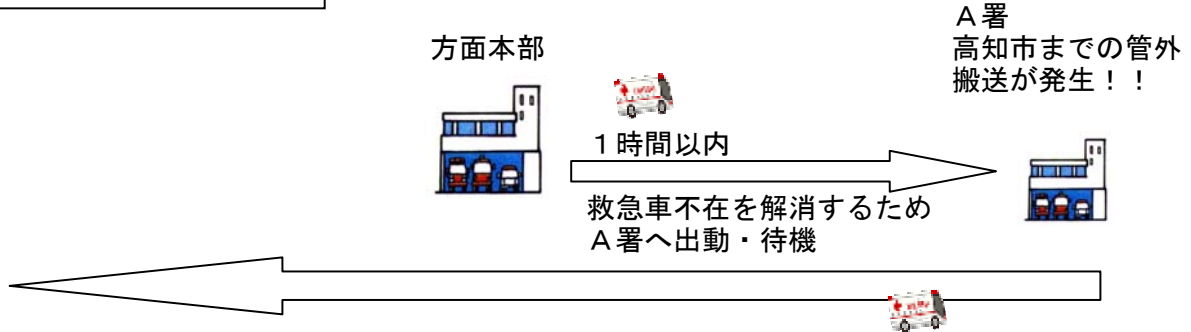 Ａ署
高知市までの管外
搬送が発生！！
方面本部
１時間以内
救急車不在を解消するため
Ａ署へ出動・待機